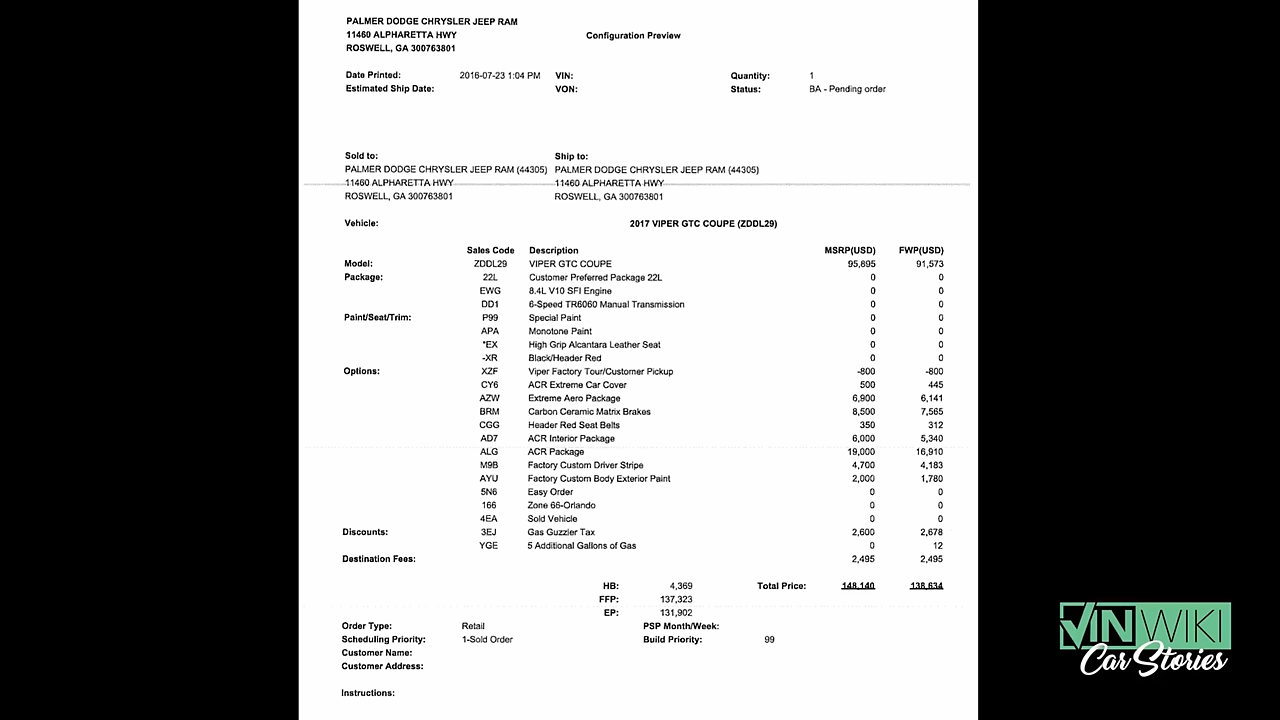 PALMER DODGE CHRYSLER JEEP RAM
11460 ALPHARETTA HWY
Configuration Preview
ROSWELL, GA 300763801
Date Printed: 2016-07-23 1:04 PM VIN: Quantity: 1
Estimated Ship Date: VON: Status: BA - Pending order
Sold to: Ship to:
PALMER DODGE CHRYSLER JEEP RAM (44305) PALMER DODGE CHRYSLER JEEP RAM (44305)
11460 ALPHARETTA HWY 11460 ALPHARETTA HWY
ROSWELL, GA 300763801 ROSWELL, GA 300763801
Vehicle: 2017 VIPER GTC COUPE (ZDDL29)
Sales Code Description MSRP(USD) FWP(USD)
Model: ZDDL29 VIPER GTC COUPE 95,895 91,573
Package: 22L Customer Preferred Package 22L 0 0
EWG 8.4L V10 SFI Engine 0 0
DD1 6-Speed TR6060 Manual Transmission 0 0
Paint/Seat/Trim: P99 Special Paint 0 0
APA Monotone Paint 0 0
*EX High Grip Alcantara Leather Seat 0 0
-XR Black/Header Red 0 0
Options: XZF Viper Factory Tour/Customer Pickup -800 -800
CY6 ACR Extreme Car Cover 500 445
AZW Extreme Aero Package 6,900 6,141
BRM Carbon Ceramic Matrix Brakes 8,500 7,565
CGG Header Red Seat Belts 350 312
AD7 ACR Interior Package 6,000 5,340
ALG ACR Package 19,000 16,910
M9B Factory Custom Driver Stripe 4,700 4,183
AYU Factory Custom Body Exterior Paint 2,000 1,780
5N6 Easy Order 0 0
166 Zone 66-Orlando 0 0
4EA Sold Vehicle 0 0
Discounts: 3EJ Gas Guzzler Tax 2,600 2,678
YGE 5 Additional Gallons of Gas 0 12
Destination Fees: 2,495 2,495
HB: 4,369 Total Price: 148,140 138,634
FFP: 137,323
EP: 131,902
Order Type: Retail PSP Month/Week:
Scheduling Priority: 1-Sold Order Build Priority: 99
Customer Name:
Customer Address:
Instructions:
VINWIKI
Car Stories